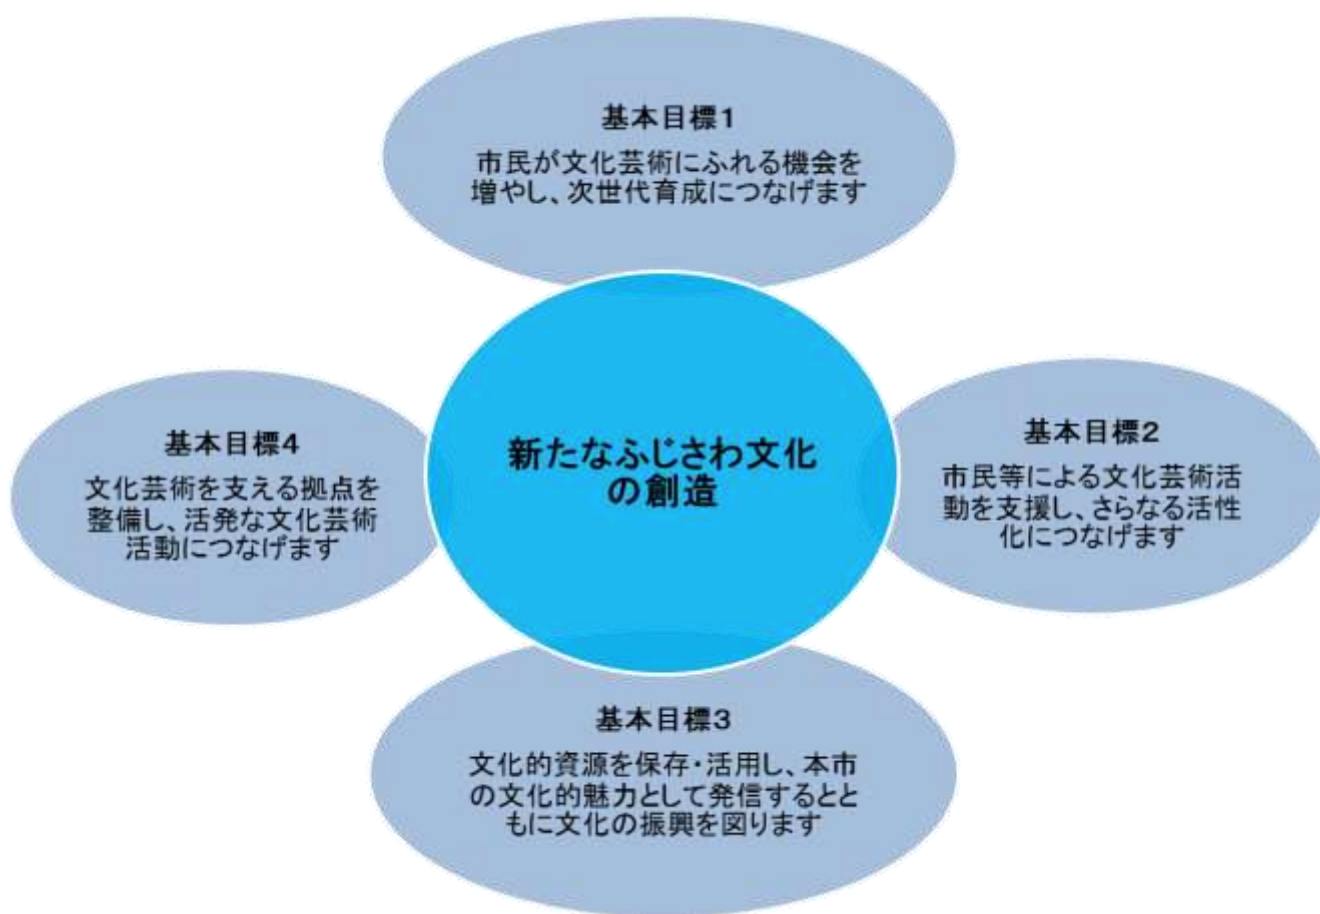 基本目標1
市民が文化芸術にふれる機会を
増やし、次世代育成につなげます
新たなふじさわ文化
の創造
基本目標2
市民等による文化芸術活
動を支援し、さらなる活性
化につなげます
基本目標3
文化的資源を保存・活用し、本市
の文化的魅力として発信するとと
もに文化の振興を図ります
基本目標4
文化芸術を支える拠点を
整備し、活発な文化芸術
活動につなげます